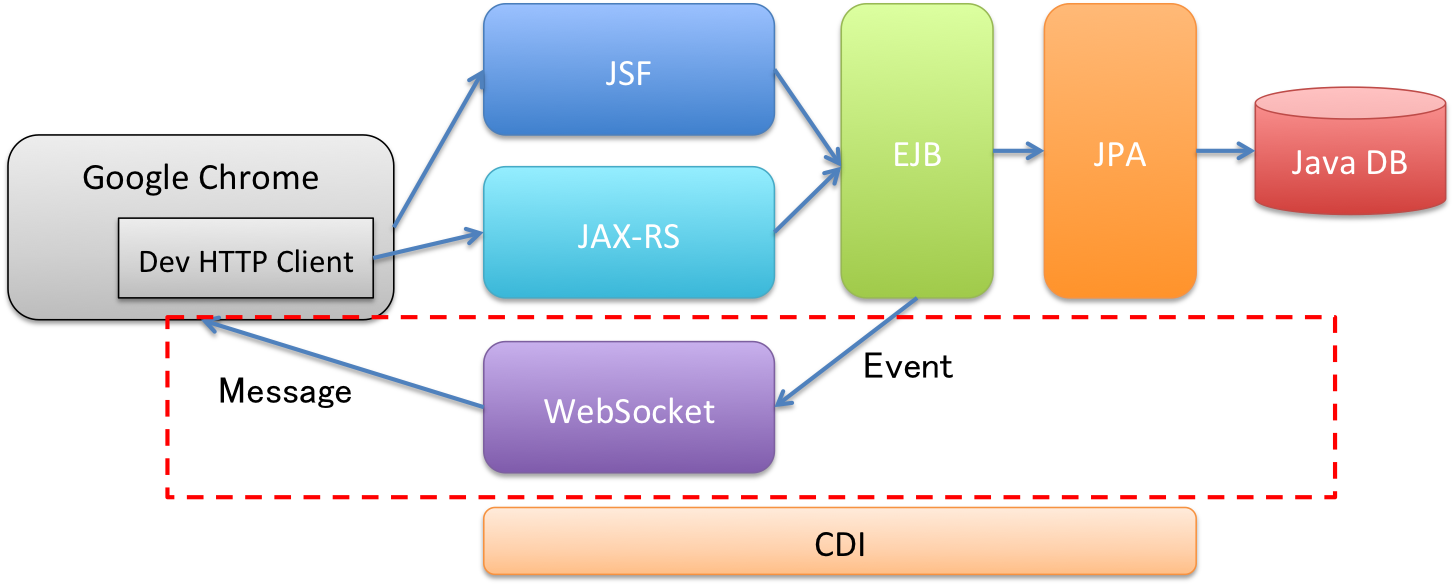 JSF
EJB
JPA
Java DB
Google Chrome
Dev HTTP Client
JAX-RS
Event
Message
WebSocket
CDI